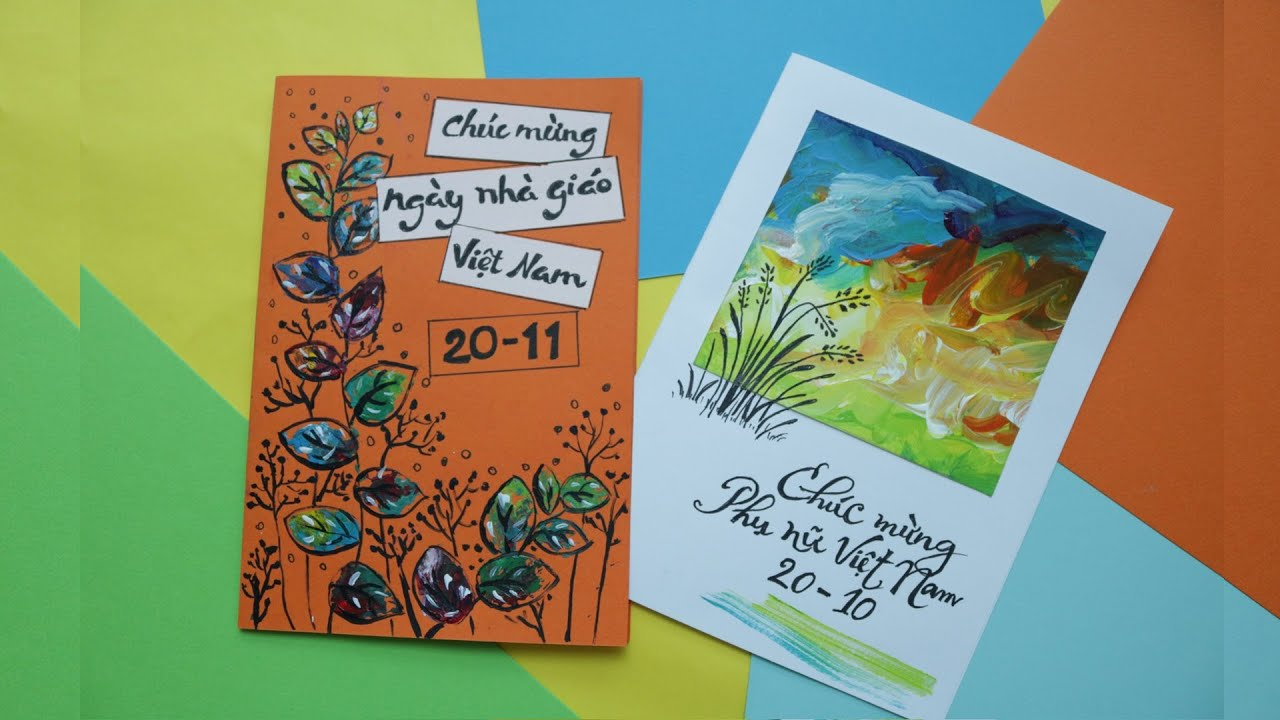 Chúc mừng
ngày nhà giáo
Việt Nam
20-11
Chúc mừng
Phụ nữ Việt Nam
20-10